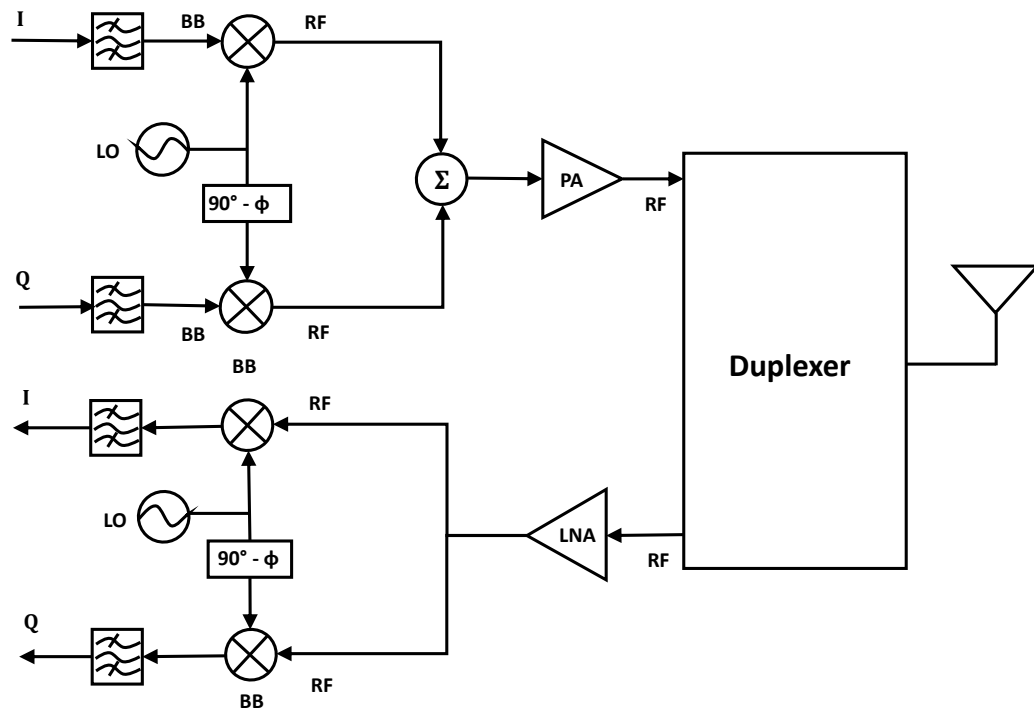 I
BB
RF
LO
90° - ϕ
Σ
PA
RF
Q
BB
RF
Duplexer
BB
I
RF
LO
90° - ϕ
LNA
RF
Q
RF
BB